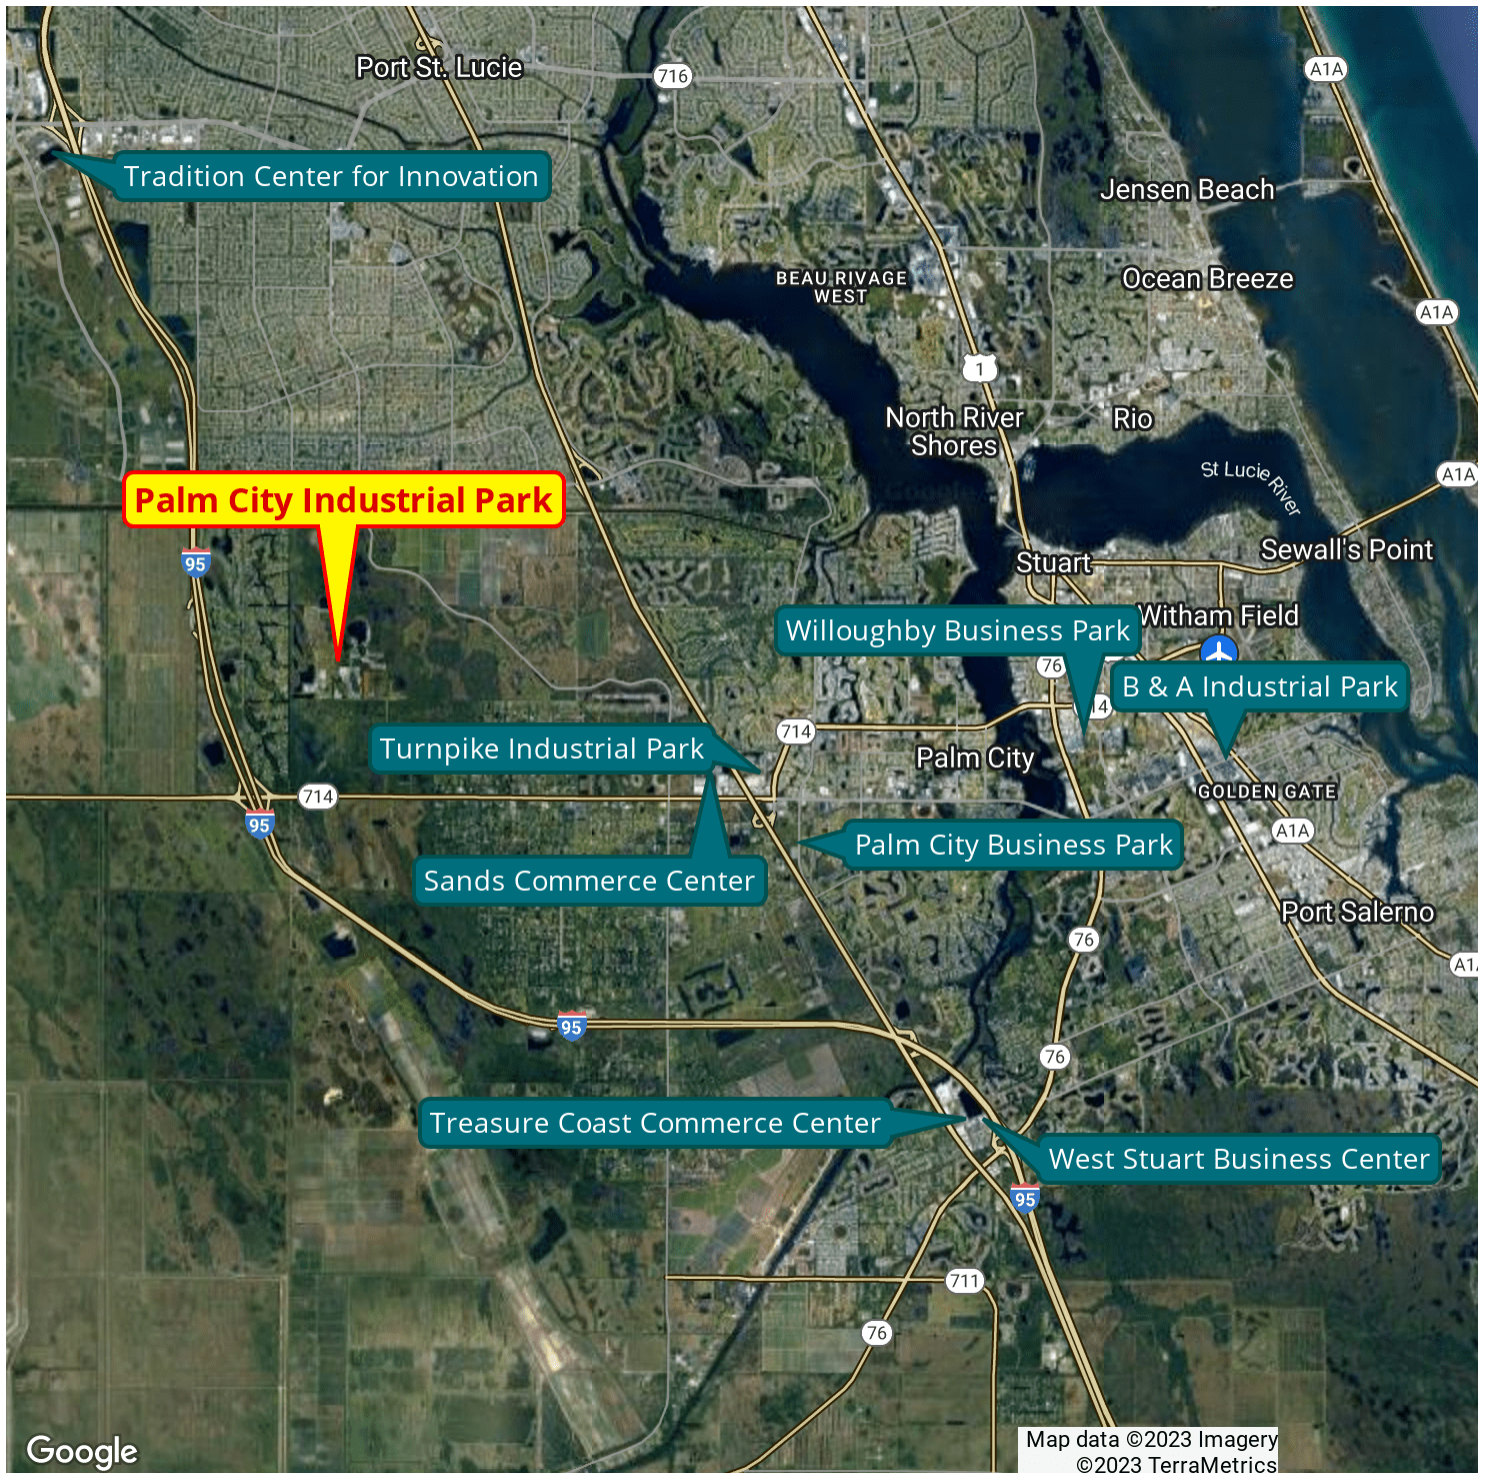 Port St. Lucie
716
A1A
Tradition Center for Innovation
Jensen Beach
BEAU RIVAGE
WEST
Ocean Breeze
A1A
1
North River
Shores
Rio
St Lucie River
A1A
Palm City Industrial Park
95
Stuart
Sewall's Point
Willoughby Business Park
Witham Field
76
B & A Industrial Park
14
714
Turnpike Industrial Park
Palm City
714
GOLDEN GATE
95
A1A
Palm City Business Park
Sands Commerce Center
Port Salerno
76
A1
95
76
Treasure Coast Commerce Center
West Stuart Business Center
95
711
76
Google
Map data ©2023 Imagery
©2023 TerraMetrics